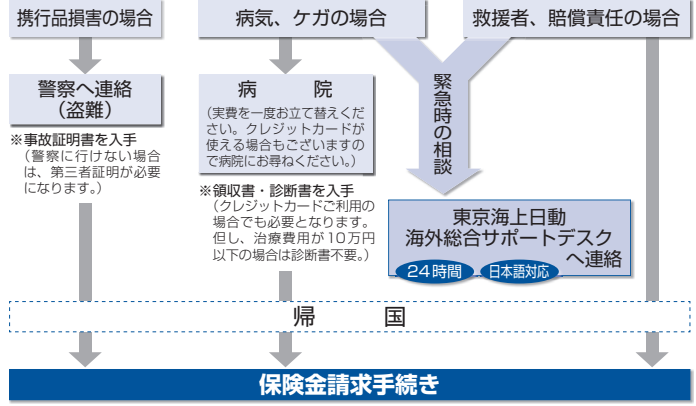 携行品損害の場合
病気、ケガの場合
救援者、賠償責任の場合
警察へ連絡
（盗難）
※事故証明書を入手
（警察に行けない場合
は、第三者証明が必要
になります。）
病　　院
（実費を一度お立て替えくだ
さい。クレジットカードが
使える場合もございますの
で病院にお尋ねください。）
※領収書・診断書を入手
（クレジットカードご利用の
場合でも必要となります。
但し、治療費用が10万円
以下の場合は診断書不要。）
緊急時の相談
東京海上日動
海外総合サポートデスク
へ連絡
24時間
日本語対応
帰　　国
保険金請求手続き